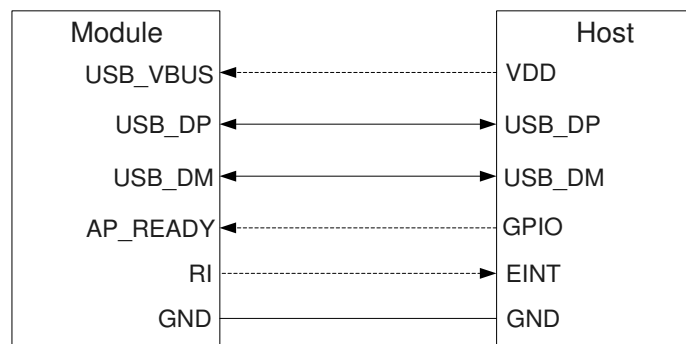 Module Host
USB_VBUS VDD
USB_DP USB_DP
USB_DM USB_DM
AP_READY GPIO
RI EINT
GND GND